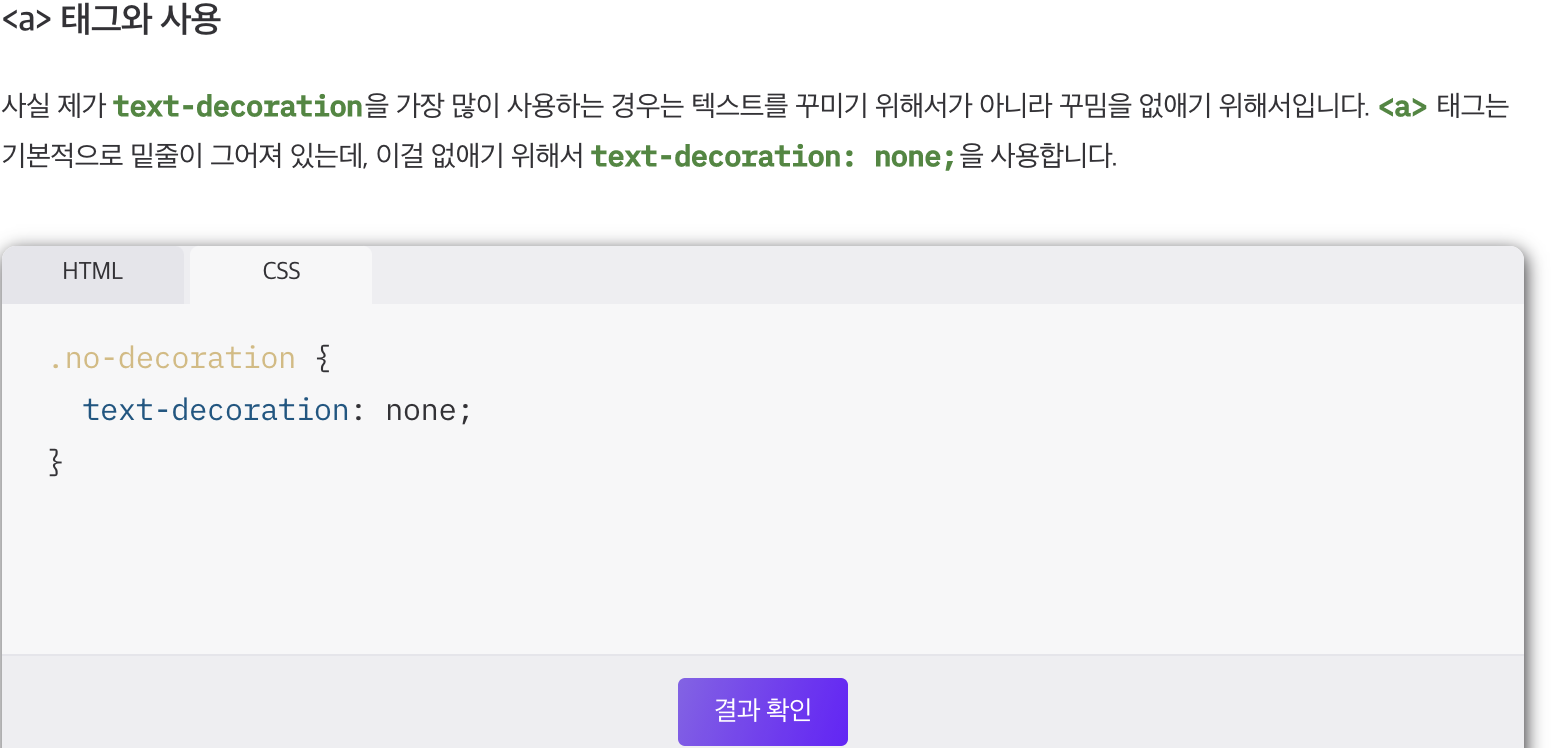 <a> 태그와 사용
사실 제가 text-decoration을 가장 많이 사용하는 경우는 텍스트를 꾸미기 위해서가 아니라 꾸밈을 없애기 위해서입니다. <a> 태그는
기본적으로 밑줄이 그어져 있는데, 이걸 없애기 위해서 text-decoration: none;을 사용합니다.
HTML CSS
.no-decoration {
  text-decoration: none;
}
결과 확인